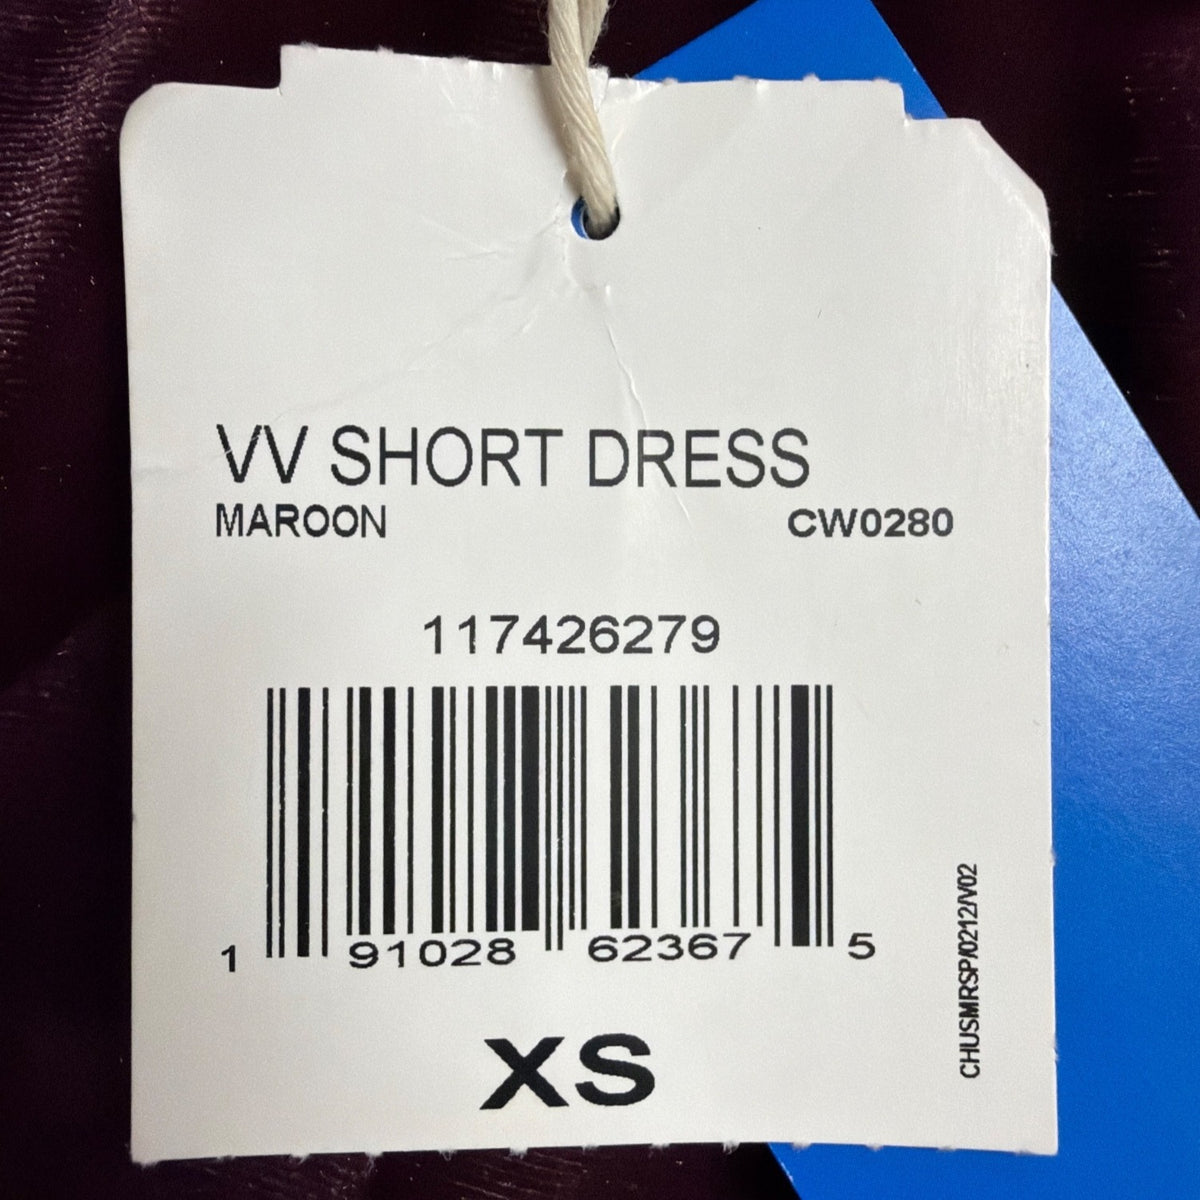 VV SHORT DRESS
MAROON CW0280
117426279
1 91028 62367 5
CHUSMRSP/0212/V02
XS